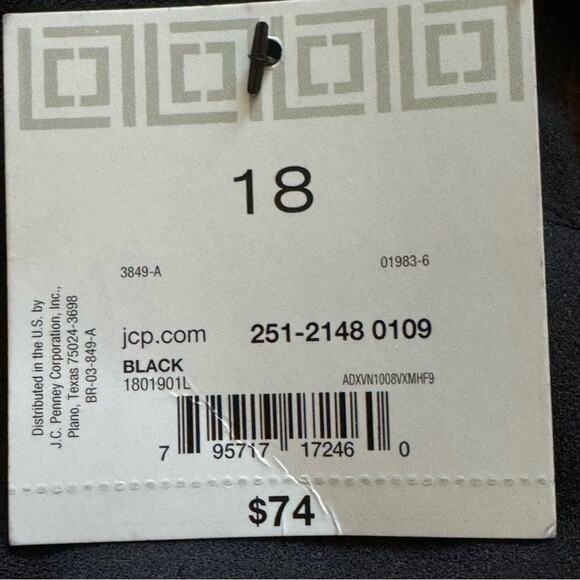 18
3849-A
01983-6
Distributed in the U.S. by
J.C. Penney Corporation, Inc.,
Plano, Texas 75024-3698
BR-03-849-A
jcp.com 251-2148 0109
BLACK
1801901L
ADXVN1008VXMHF9
7 95717 17246 0
$74